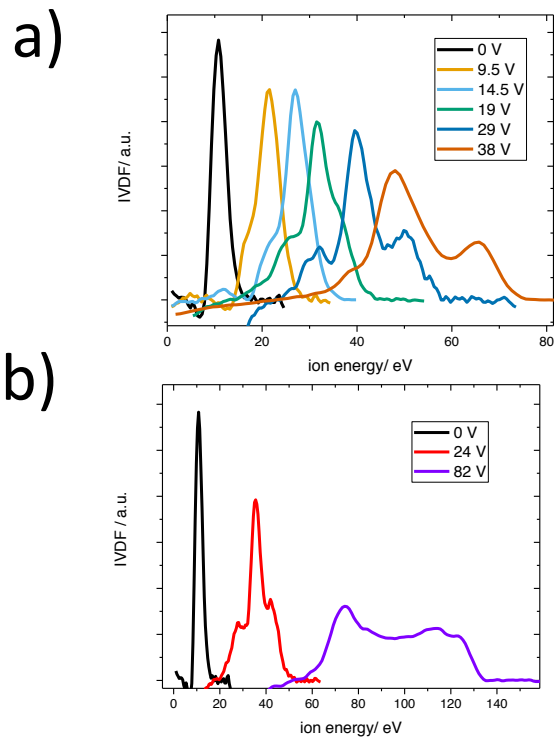 a)
IVDF/ a.u.
0 V
9.5 V
14.5 V
19 V
29 V
38 V
0 20 40 60 80
ion energy/ eV
b)
IVDF / a.u.
0 V
24 V
82 V
0 20 40 60 80 100 120 140
ion energy/ eV